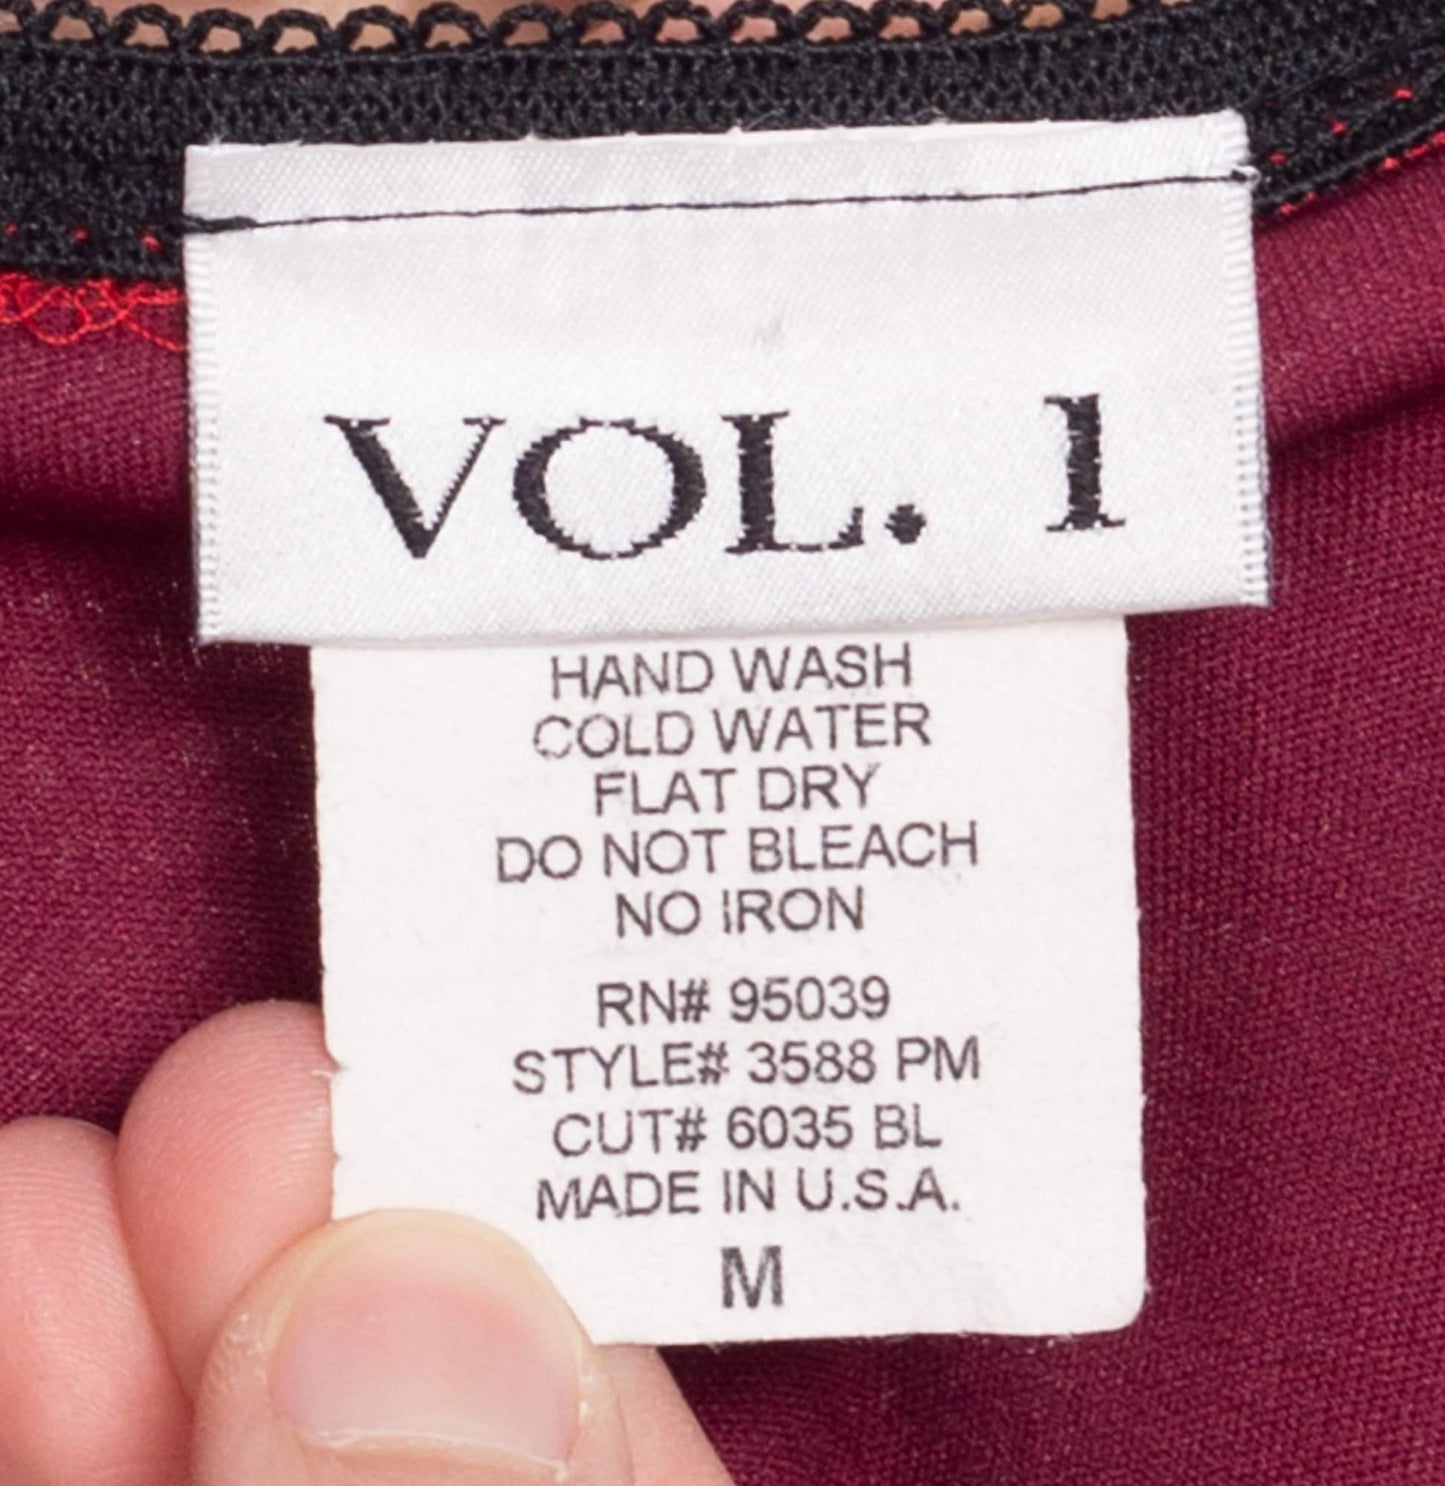 VOL. 1
HAND WASH
COLD WATER
FLAT DRY
DO NOT BLEACH
NO IRON
RN# 95039
STYLE# 3588 PM
CUT# 6035 BL
MADE IN U.S.A.
M